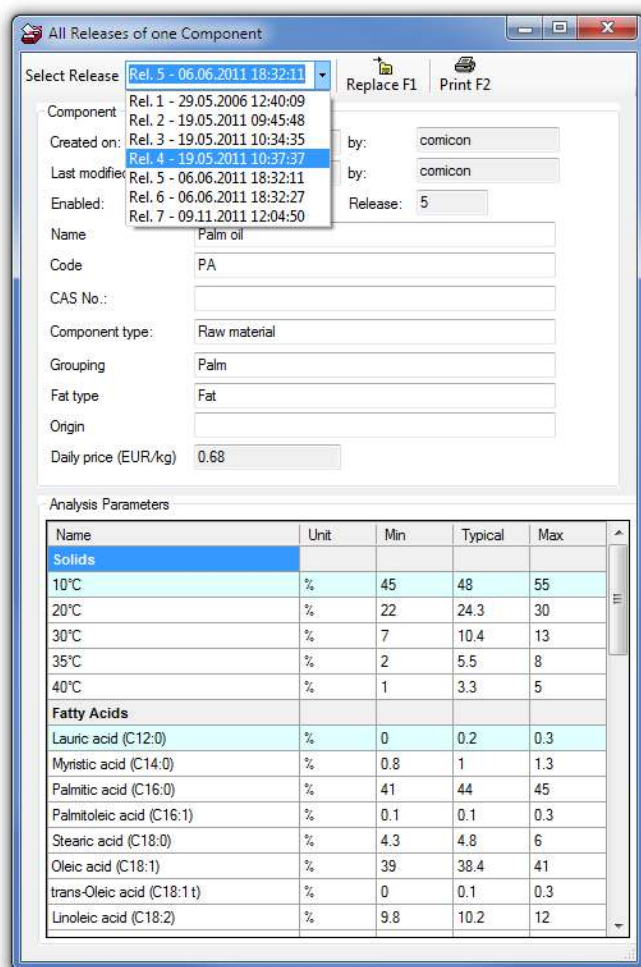 All Releases of one Component
Select Release Rel. 5 - 06.06.2011 18:32:11 Replace F1 Print F2
Rel. 1 - 29.05.2006 12:40:09
Rel. 2 - 19.05.2011 09:45:48
Rel. 3 - 19.05.2011 10:34:35
Rel. 4 - 19.05.2011 10:37:37
Rel. 5 - 06.06.2011 18:32:11
Rel. 6 - 06.06.2011 18:32:27
Rel. 7 - 09.11.2011 12:04:50
Component
Created on: by: comicon
Last modified by: comicon
Enabled: Release: 5
Name Palm oil
Code PA
CAS No.:
Component type: Raw material
Grouping Palm
Fat type Fat
Origin
Daily price (EUR/kg) 0.68
Analysis Parameters
Name Unit Min Typical Max
Solids
10°C % 45 48 55
20°C % 22 24.3 30
30°C % 7 10.4 13
35°C % 2 5.5 8
40°C % 1 3.3 5
Fatty Acids
Lauric acid (C12:0) % 0 0.2 0.3
Myristic acid (C14:0) % 0.8 1 1.3
Palmitic acid (C16:0) % 41 44 45
Palmitoleic acid (C16:1) % 0.1 0.1 0.3
Stearic acid (C18:0) % 4.3 4.8 6
Oleic acid (C18:1) % 39 38.4 41
trans-Oleic acid (C18:1 t) % 0 0.1 0.3
Linoleic acid (C18:2) % 9.8 10.2 12